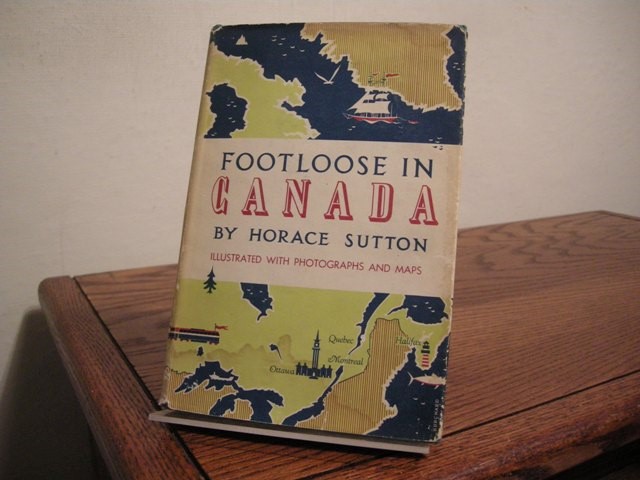 FOOTLOOSE IN
CANADA
BY HORACE SUTTON
ILLUSTRATED WITH PHOTOGRAPHS AND MAPS
Quebec
Halifax
Montreal
Ottawa